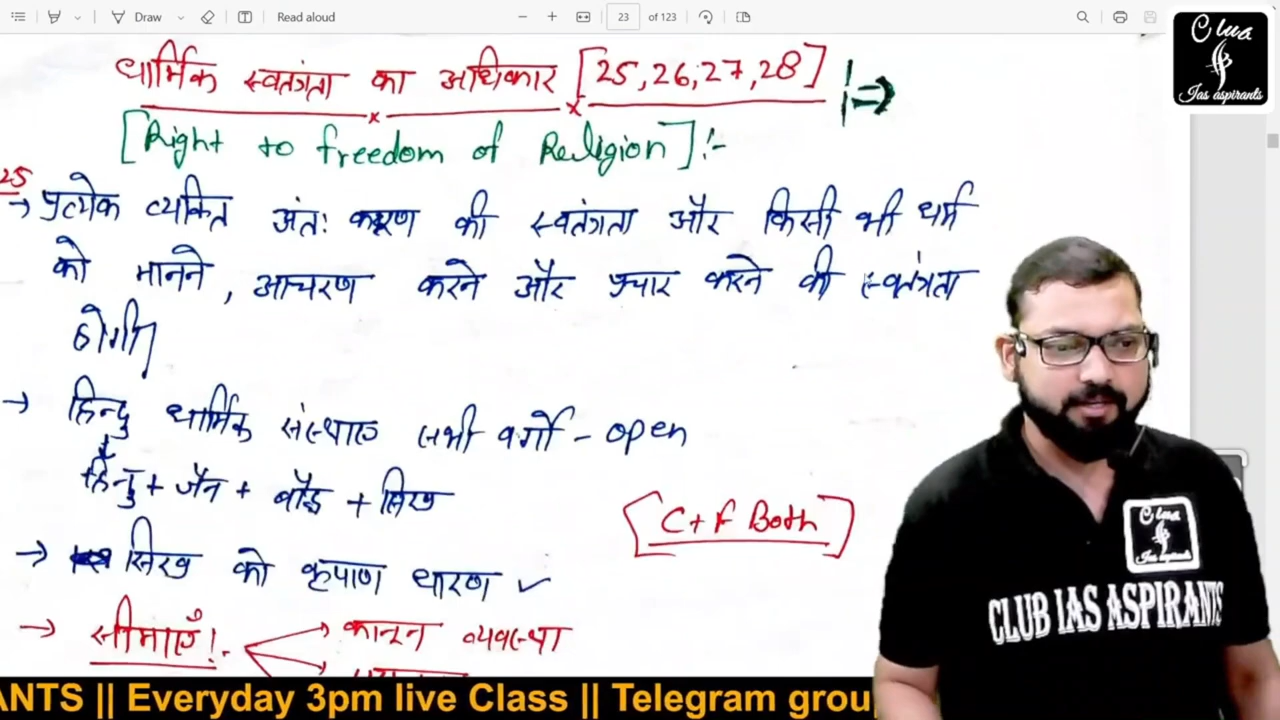 Draw
Read aloud
23 of 123
Club
Ias aspirants
धार्मिक स्वतंत्रता का अधिकार [25,26,27,28] !⇒
[Right to freedom of Religion] :-
25
→ प्रत्येक व्यक्ति अंतः करण की स्वतंत्रता और किसी भी धर्म
को मानने, आचरण करने और प्रचार करने की स्वतंत्रता
होगी।
→ हिन्दु धार्मिक संस्थाए सभी वर्गो - open
हिन्दु + जैन + बौद्ध + सिख
[C+F Both]
→ सिख को कृपाण धारण ✓
→ सीमाएँ :- कानून व्यवस्था
CLUB IAS ASPIRANTS
ANTS || Everyday 3pm live Class || Telegram grou